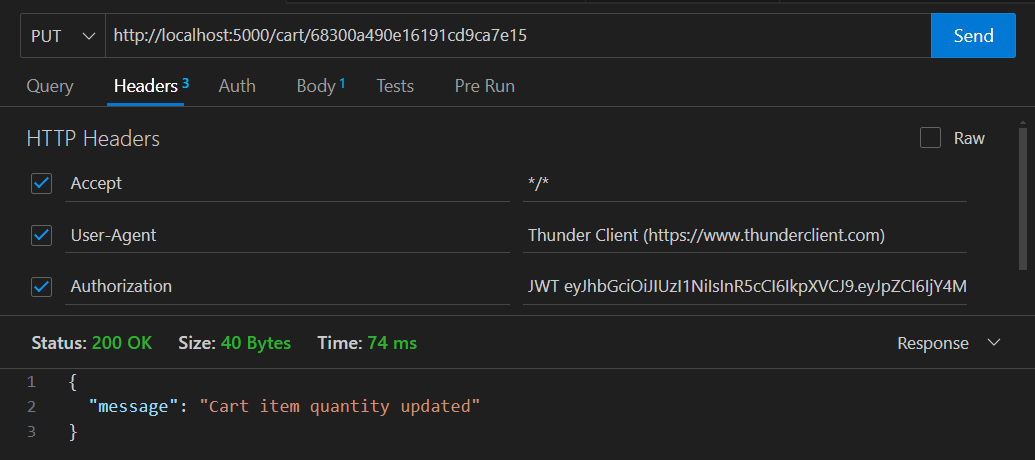 PUT http://localhost:5000/cart/68300a490e16191cd9ca7e15 Send
Query Headers 3 Auth Body 1 Tests Pre Run
HTTP Headers Raw
Accept */*
User-Agent Thunder Client (https://www.thunderclient.com)
Authorization JWT eyJhbGciOiJIUzI1NiIsInR5cCI6IkpXVCJ9.eyJpZCI6IjY4M
Status: 200 OK Size: 40 Bytes Time: 74 ms Response
1 {
2 "message": "Cart item quantity updated"
3 }